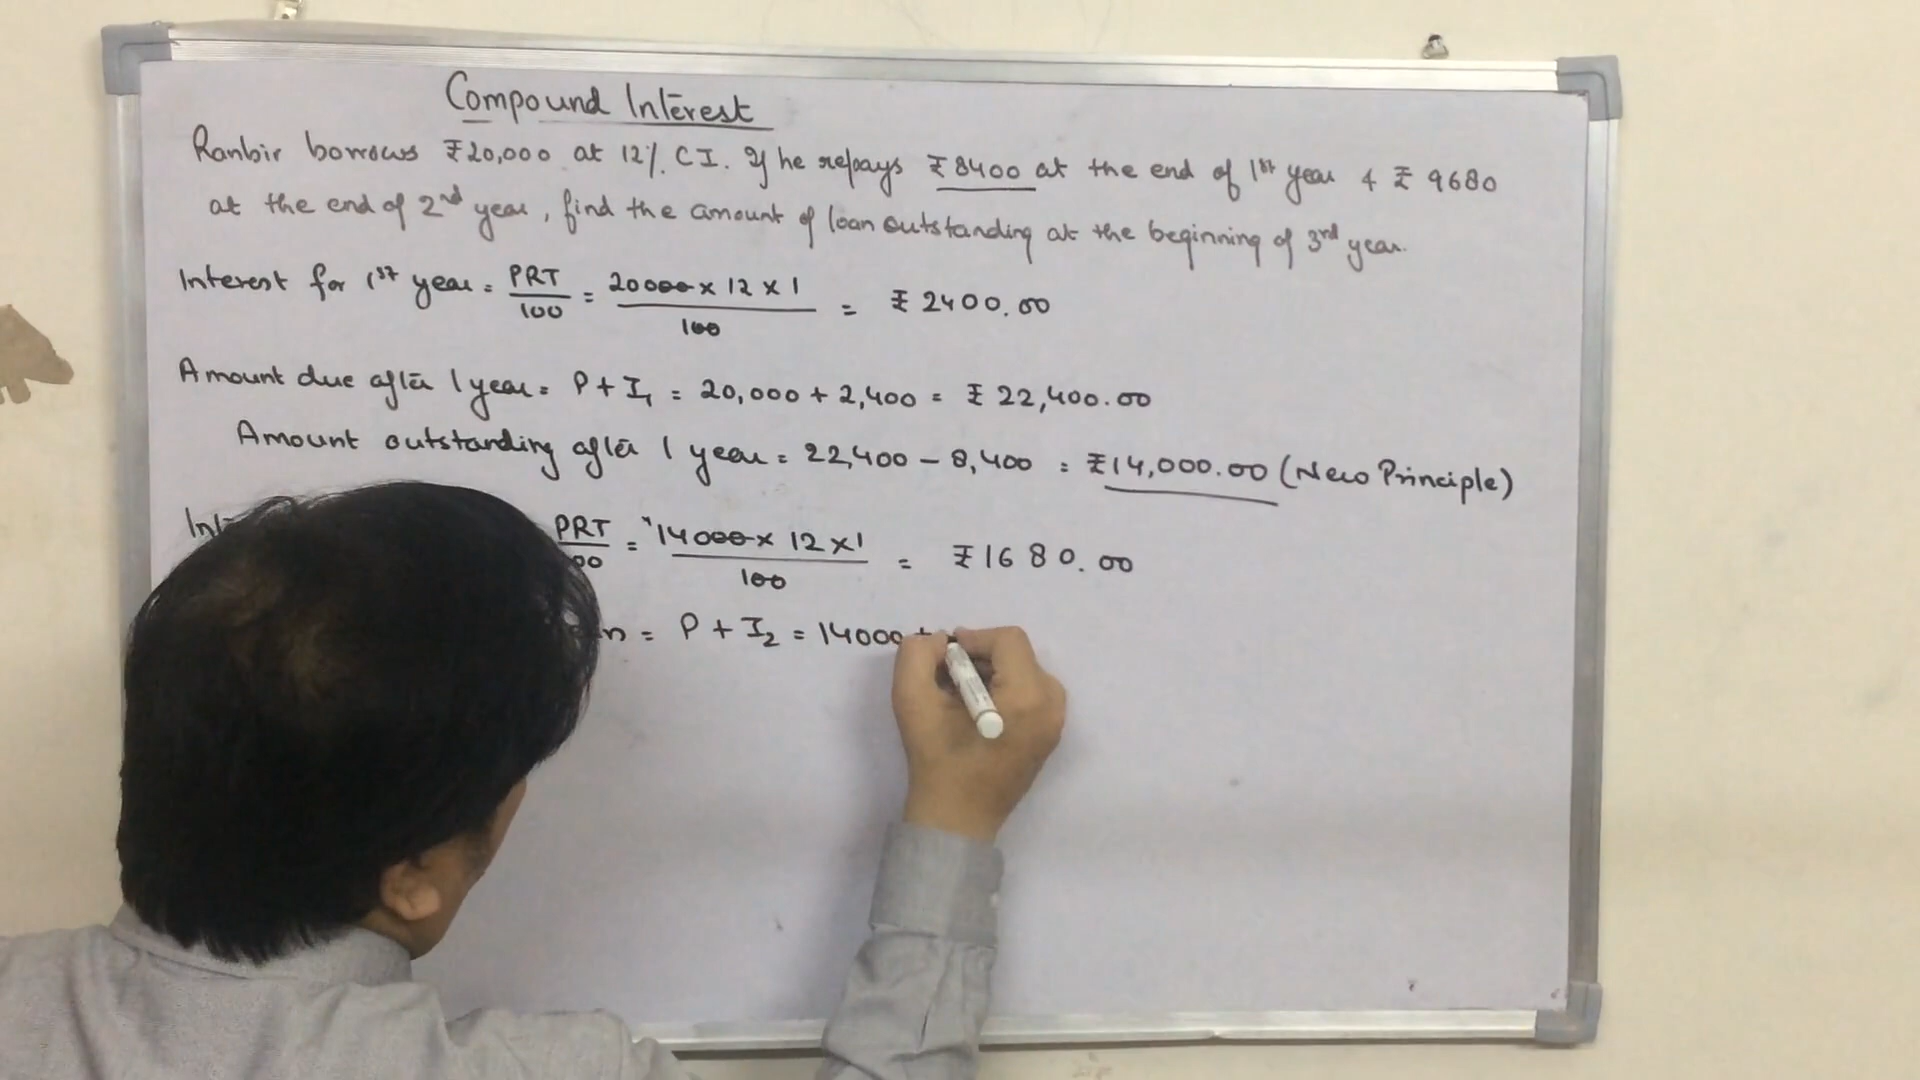 Compound Interest
Ranbir borrows ₹20,000 at 12% CI. If he repays ₹8400 at the end of 1st year & ₹ 9680
at the end of 2nd year, find the amount of loan outstanding at the beginning of 3rd year.
Interest for 1st year = PRT/100 = 20000 x 12 x 1/100 = ₹ 2400.00
Amount due after 1 year = P + I1 = 20,000 + 2,400 = ₹ 22,400.00
Amount outstanding after 1 year = 22,400 - 8,400 = ₹14,000.00 (New Principle)
PRT = 14000 x 12 x 1/100 = ₹1680.00
= P + I2 = 14000 +